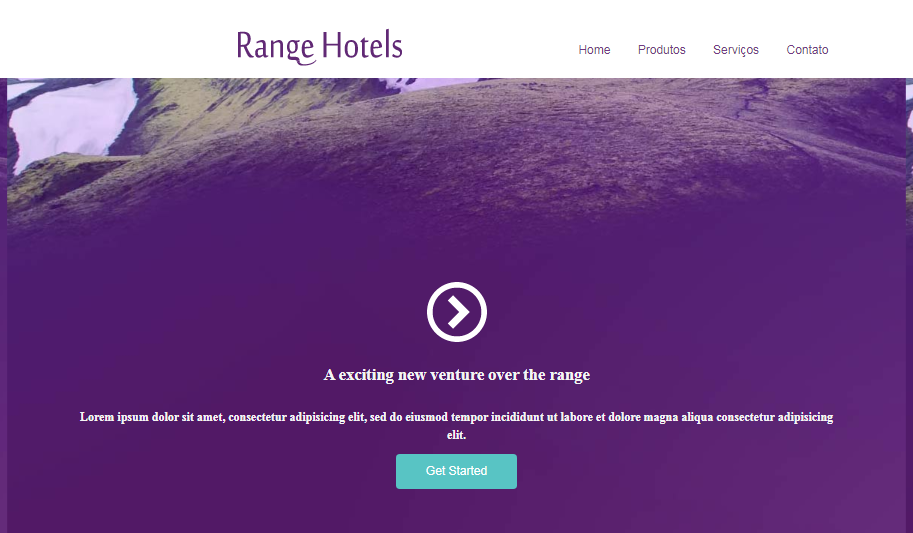 Range Hotels
Home Produtos Serviços Contato
A exciting new venture over the range
Lorem ipsum dolor sit amet, consectetur adipisicing elit, sed do eiusmod tempor incididunt ut labore et dolore magna aliqua consectetur adipisicing
elit.
Get Started